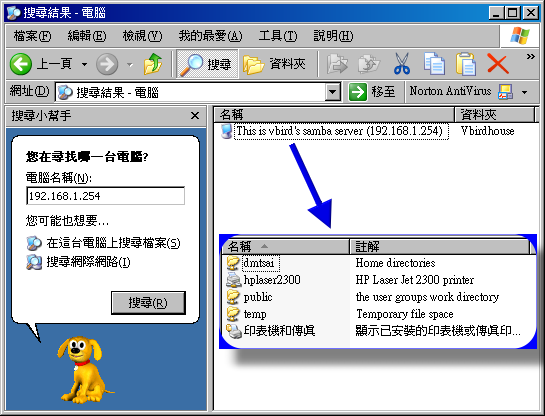 搜尋結果 - 電腦
檔案(F) 編輯(E) 檢視(V) 我的最愛(A) 工具(T) 說明(H)
上一頁 搜尋 資料夾
網址(D) 搜尋結果 - 電腦 移至 Norton AntiVirus
搜尋小幫手
您在尋找哪一台電腦?
電腦名稱(N):
192.168.1.254
您可能也想要...
在這台電腦上搜尋檔案(S)
搜尋網際網路(I)
搜尋(R)
名稱 資料夾
This is vbird's samba server (192.168.1.254) Vbirdhouse
名稱 註解
dmtsai Home directories
hplaser2300 HP Laser Jet 2300 printer
public the user groups work directory
temp Temporary file space
印表機和傳真 顯示已安裝的印表機或傳真印...